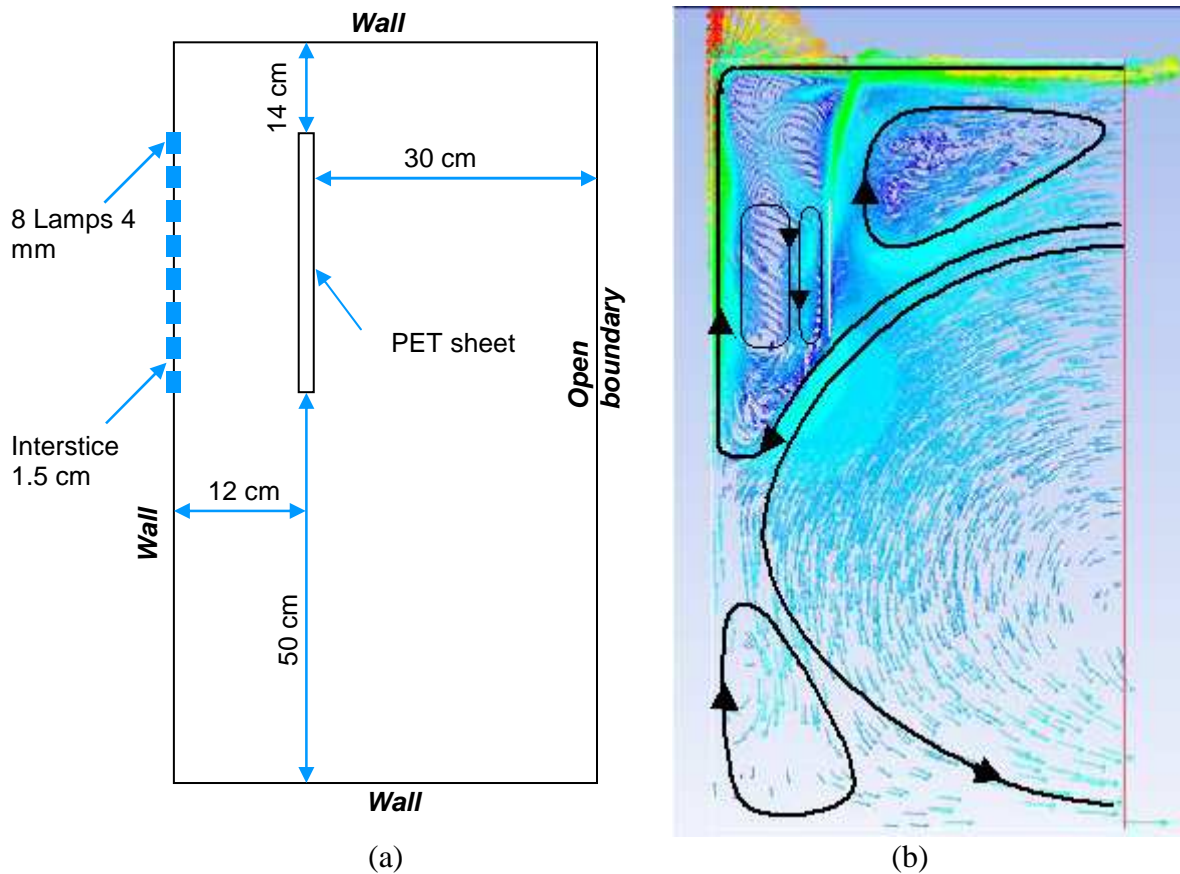 Wall
14 cm
30 cm
8 Lamps 4
mm
PET sheet
Open
boundary
Interstice
1.5 cm
12 cm
Wall
50 cm
Wall
(a)
(b)